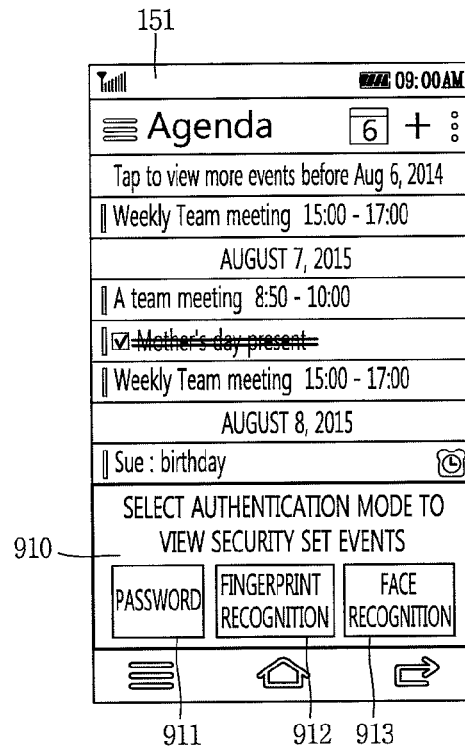 151
09:00AM
Agenda
6
Tap to view more events before Aug 6, 2014
Weekly Team meeting 15:00 - 17:00
AUGUST 7, 2015
A team meeting 8:50 - 10:00
Mother's day present
Weekly Team meeting 15:00 - 17:00
AUGUST 8, 2015
Sue : birthday
SELECT AUTHENTICATION MODE TO
VIEW SECURITY SET EVENTS
910
PASSWORD
FINGERPRINT
RECOGNITION
FACE
RECOGNITION
911 912 913